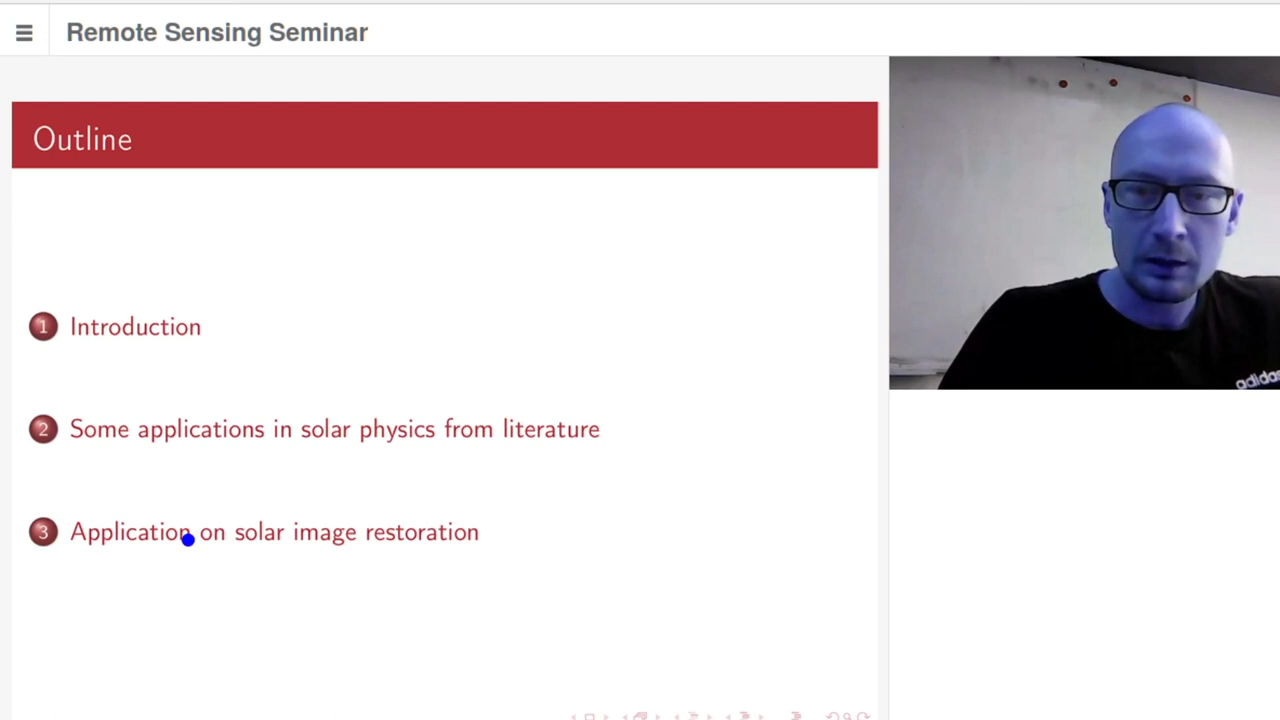 Remote Sensing Seminar
Outline
1 Introduction
2 Some applications in solar physics from literature
3 Application on solar image restoration
adidas